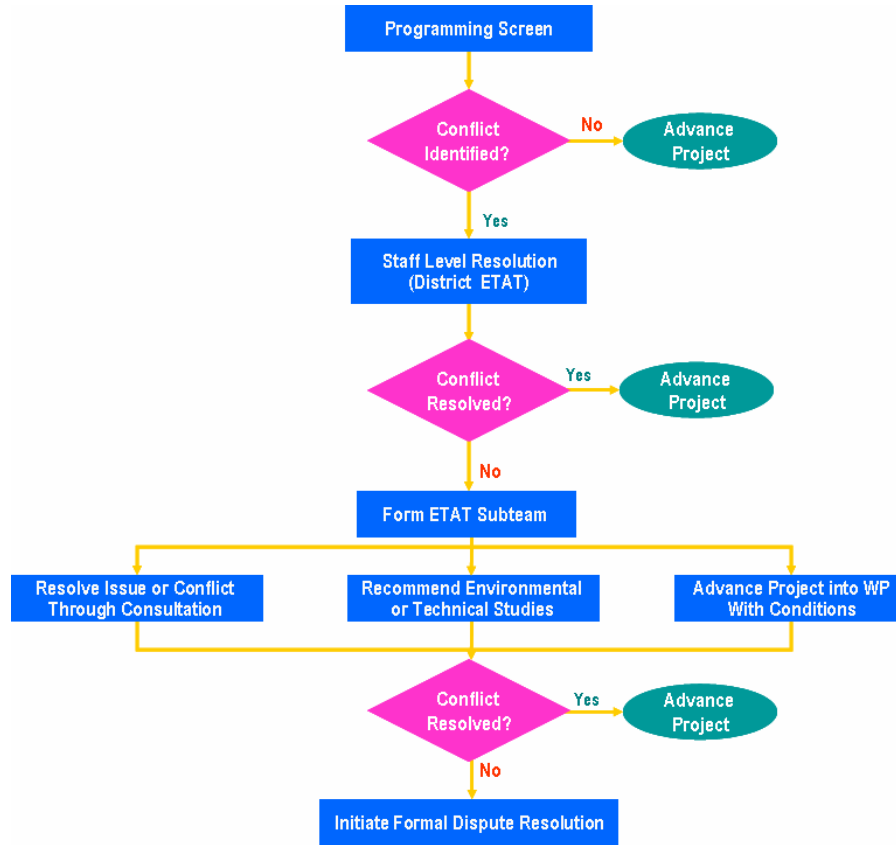 Programming Screen
Conflict
Identified?
No
Advance
Project
Yes
Staff Level Resolution
(District ETAT)
Conflict
Resolved?
Yes
Advance
Project
No
Form ETAT Subteam
Resolve Issue or Conflict
Through Consultation
Recommend Environmental
or Technical Studies
Advance Project into WP
With Conditions
Conflict
Resolved?
Yes
Advance
Project
No
Initiate Formal Dispute Resolution